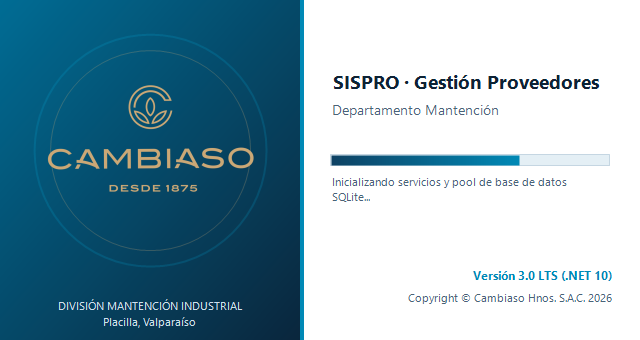 CAMBIASO
DESDE 1875
DIVISIÓN MANTENCIÓN INDUSTRIAL
Placilla, Valparaíso
SISPRO · Gestión Proveedores
Departamento Mantención
Inicializando servicios y pool de base de datos
SQLite...
Versión 3.0 LTS (.NET 10)
Copyright © Cambiaso Hnos. S.A.C. 2026